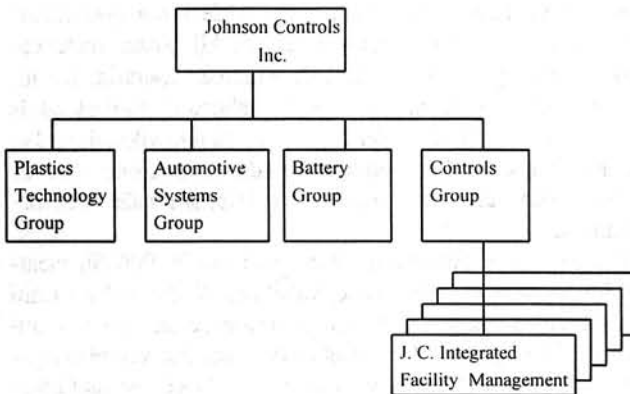 Johnson Controls
Inc.
Plastics
Technology
Group
Automotive
Systems
Group
Battery
Group
Controls
Group
J. C. Integrated
Facility Management